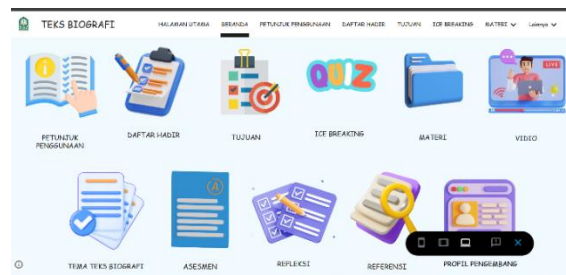 TEKS BIOGRAFI
HALAMAN UTAMA BERANDA PETUNJUK PENGGUNAAN DAFTAR HADIR TUJUAN ICE BREAKING MATERI Lainnya
QUIZ
LIVE
PETUNJUK
PENGGUNAAN
DAFTAR HADIR
TUJUAN
ICE BREAKING
MATERI
VIDIO
A
TEMA TEKS BIOGRAFI
ASESMEN
REFLEKSI
REFERENSI
PROFIL PENGEMBANG